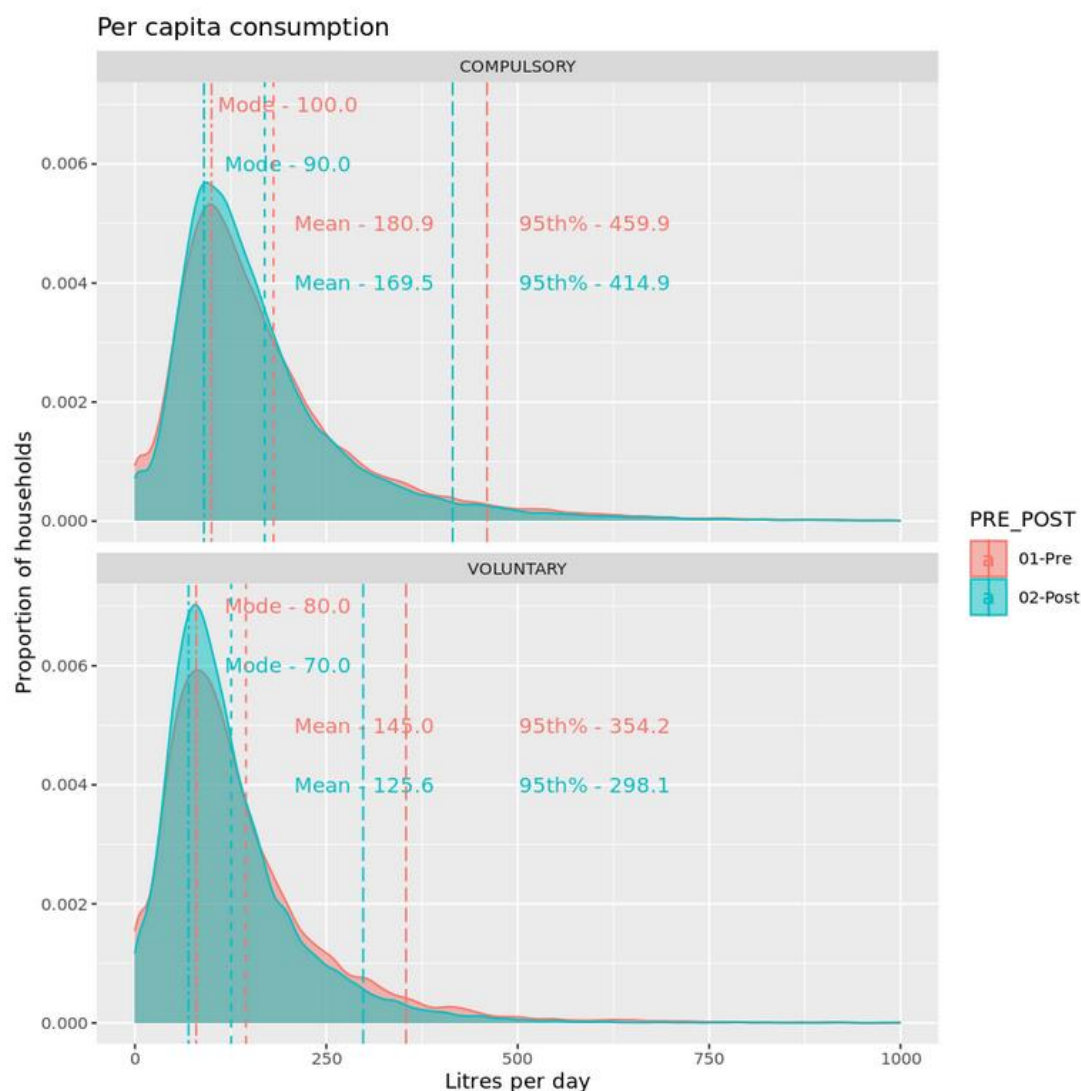 Per capita consumption
COMPULSORY
Mode - 100.0
Mode - 90.0
Mean - 180.9 95th% - 459.9
Mean - 169.5 95th% - 414.9
0.006
0.004
0.002
0.000
VOLUNTARY
Mode - 80.0
Mode - 70.0
Mean - 145.0 95th% - 354.2
Mean - 125.6 95th% - 298.1
0.006
0.004
0.002
0.000
0 250 500 750 1000
Litres per day
Proportion of households
PRE_POST
a 01-Pre
a 02-Post